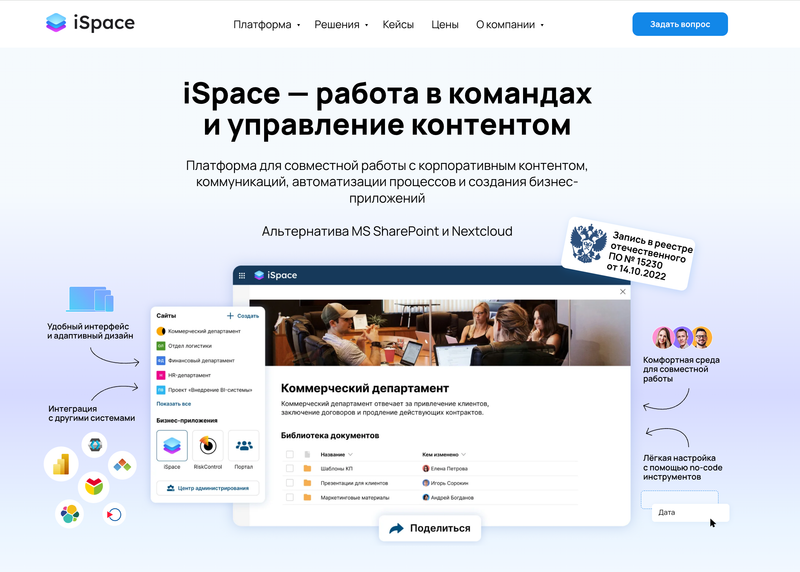 iSpace
Платформа
Решения
Кейсы
Цены
О компании
Задать вопрос
iSpace — работа в командах
и управление контентом
Платформа для совместной работы с корпоративным контентом,
коммуникаций, автоматизации процессов и создания бизнес-
приложений
Альтернатива MS SharePoint и Nextcloud
Запись в реестре
отечественного
ПО № 15230
от 14.10.2022
Удобный интерфейс
и адаптивный дизайн
Интеграция
с другими системами
iSpace
Сайты
Создать
Коммерческий департамент
Отдел логистики
Финансовый департамент
HR-департамент
Проект «Внедрение BI-системы»
Показать все
Бизнес-приложения
iSpace
RiskControl
Портал
Центр администрирования
Коммерческий департамент
Коммерческий департамент отвечает за привлечение клиентов,
заключение договоров и продление действующих контрактов.
Библиотека документов
Название
Кем изменено
Шаблоны КП
Елена Петрова
Презентации для клиентов
Игорь Сорокин
Маркетинговые материалы
Андрей Богданов
Поделиться
Комфортная среда
для совместной
работы
Лёгкая настройка
с помощью no-code
инструментов
Дата